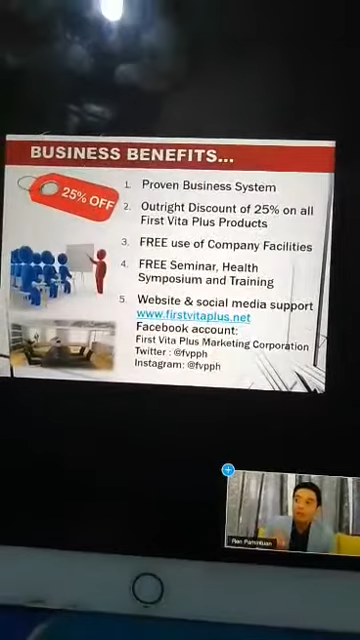 BUSINESS BENEFITS...
25% OFF
1. Proven Business System
2. Outright Discount of 25% on all
First Vita Plus Products
3. FREE use of Company Facilities
4. FREE Seminar, Health
Symposium and Training
5. Website & social media support
www.firstvitaplus.net
Facebook account:
First Vita Plus Marketing Corporation
Twitter : @fvpph
Instagram: @fvpph